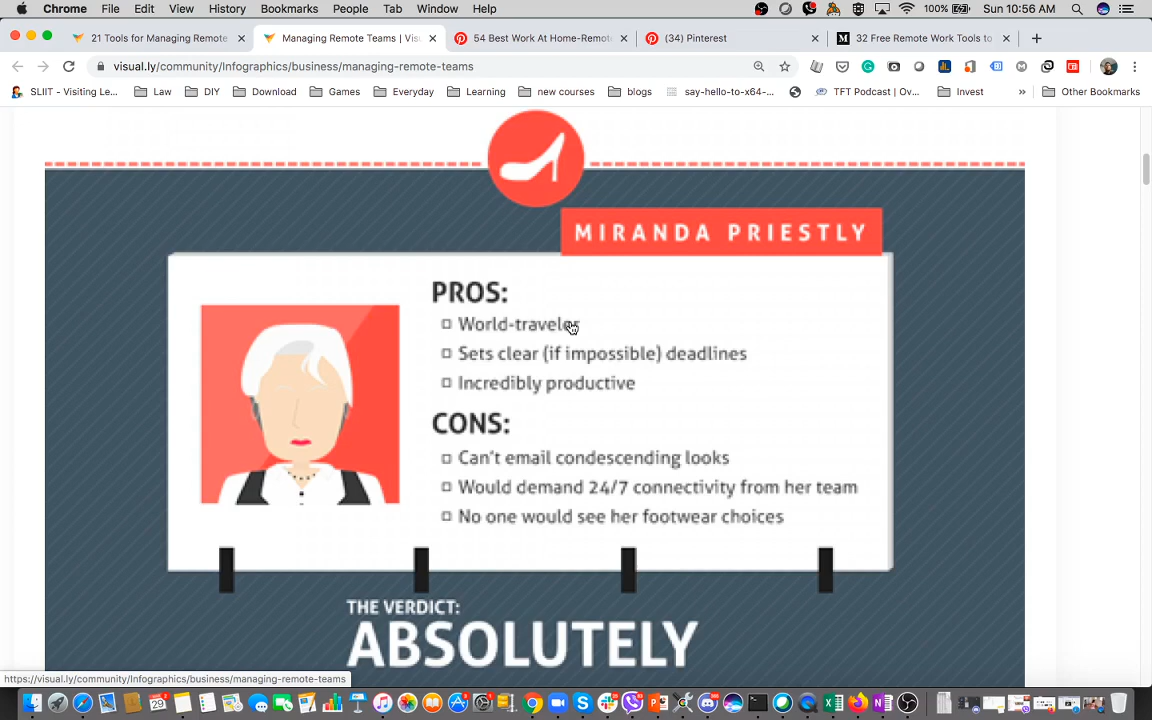 Chrome File Edit View History Bookmarks People Tab Window Help 100% Sun 10:56 AM
21 Tools for Managing Remote
Managing Remote Teams | Visu
54 Best Work At Home-Remote
(34) Pinterest
32 Free Remote Work Tools to
visual.ly/community/Infographics/business/managing-remote-teams
SLIIT - Visiting Le... Law DIY Download Games Everyday Learning new courses blogs say-hello-to-x64-... TFT Podcast | Ov... Invest » Other Bookmarks
MIRANDA PRIESTLY
PROS:
World-traveler
Sets clear (if impossible) deadlines
Incredibly productive
CONS:
Can't email condescending looks
Would demand 24/7 connectivity from her team
No one would see her footwear choices
THE VERDICT:
ABSOLUTELY
https://visual.ly/community/Infographics/business/managing-remote-teams